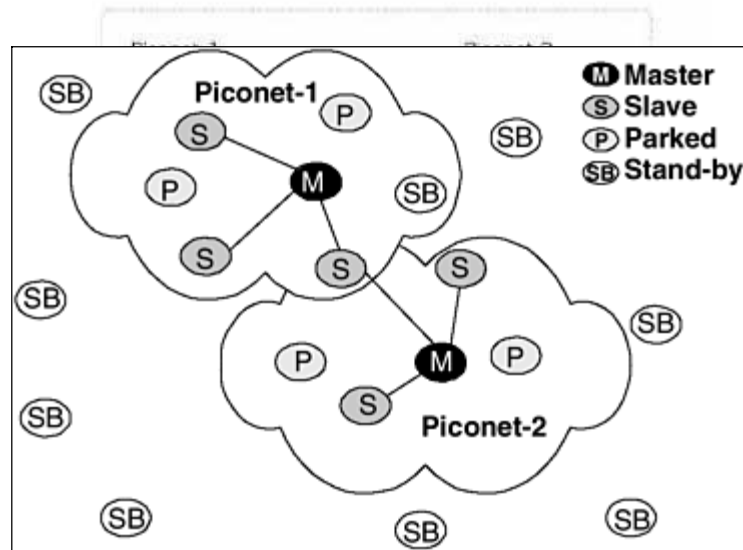 Piconet-1
M Master
S Slave
P Parked
SB Stand-by
SB
S
P
SB
P
M
SB
S
S
S
SB
SB
P
M
P
S
SB
Piconet-2
SB
SB
SB